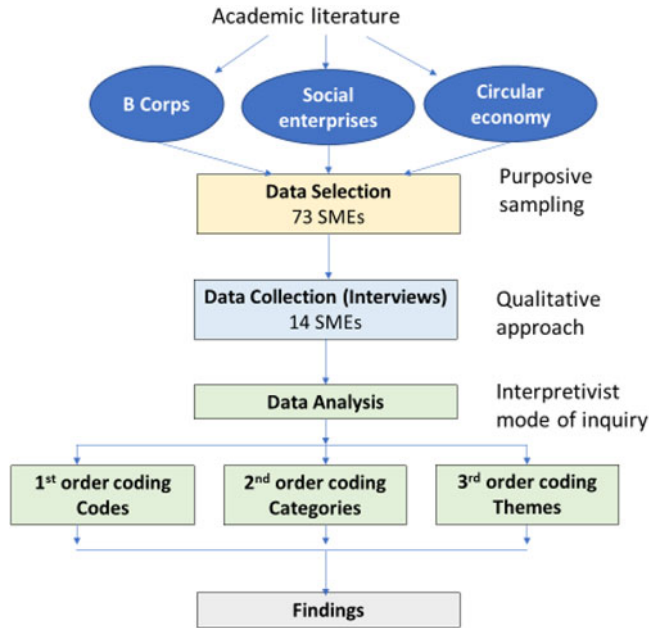 Academic literature
B Corps
Social
enterprises
Circular
economy
Data Selection
73 SMEs
Purposive
sampling
Data Collection (Interviews)
14 SMEs
Qualitative
approach
Data Analysis
Interpretivist
mode of inquiry
1st order coding
Codes
2nd order coding
Categories
3rd order coding
Themes
Findings